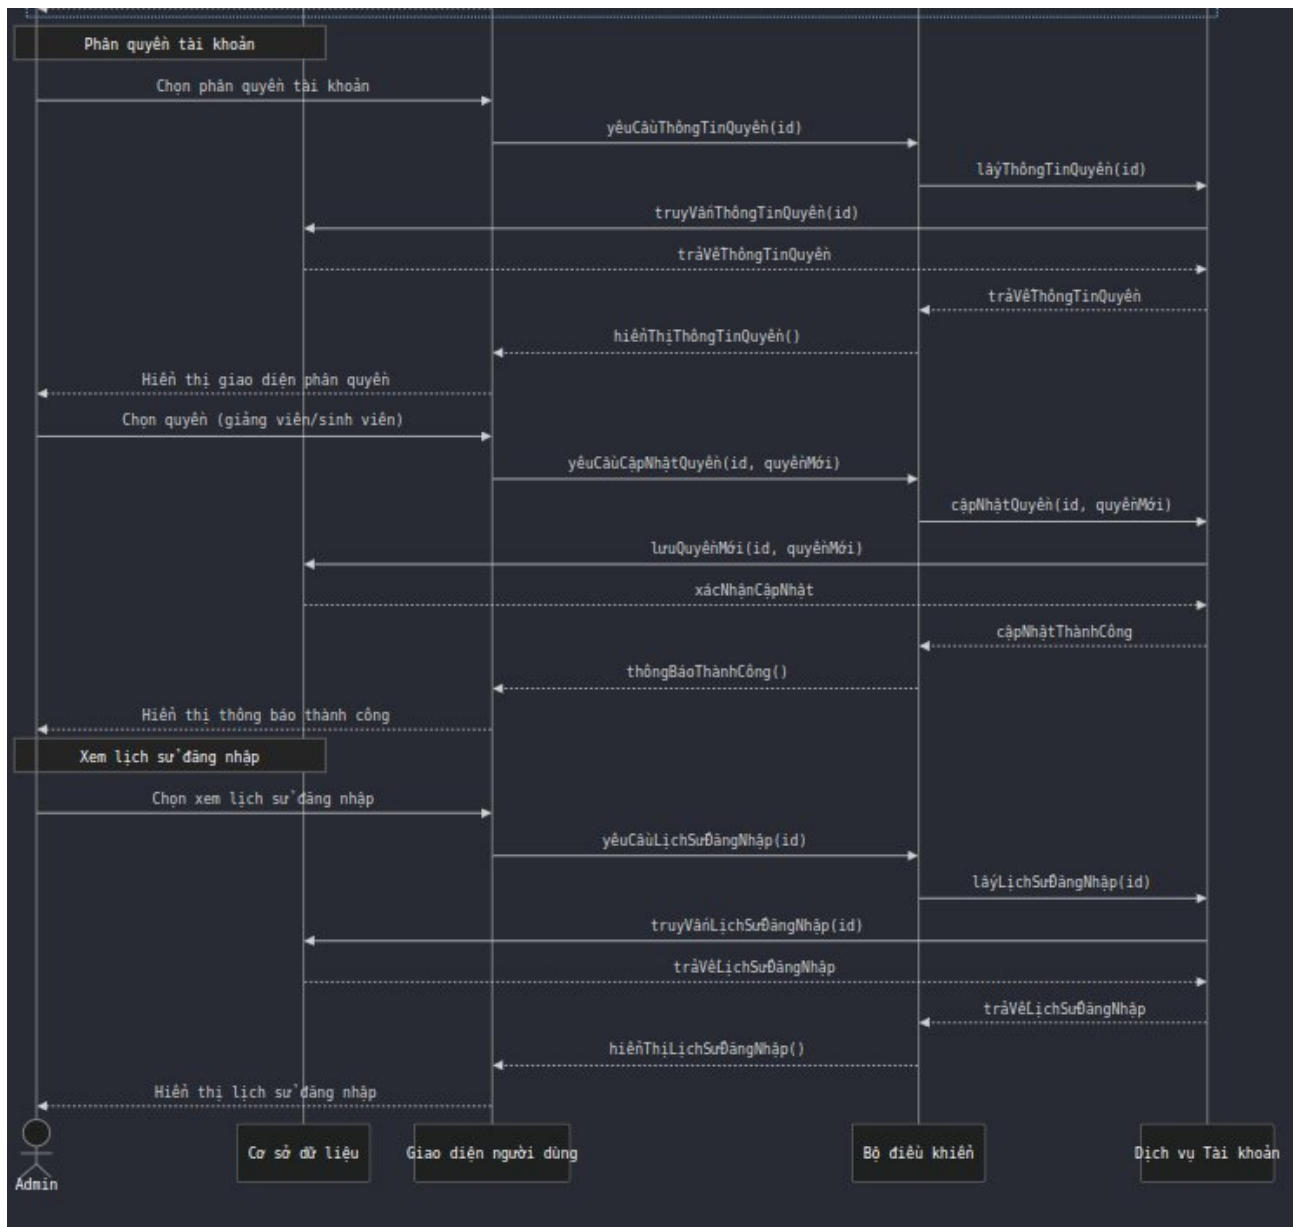 Phân quyền tài khoản
Chọn phân quyền tài khoản
yêuCầuThôngTinQuyền(id)
lấyThôngTinQuyền(id)
truyVấnThôngTinQuyền(id)
trảVềThôngTinQuyền
trảVềThôngTinQuyền
hiểnThịThôngTinQuyền()
Hiển thị giao diện phân quyền
Chọn quyền (giảng viên/sinh viên)
yêuCầuCậpNhậtQuyền(id, quyềnMới)
cậpNhậtQuyền(id, quyềnMới)
lưuQuyềnMới(id, quyềnMới)
xácNhậnCậpNhật
cậpNhậtThànhCông
thôngBáoThànhCông()
Hiển thị thông báo thành công
Xem lịch sử đăng nhập
Chọn xem lịch sử đăng nhập
yêuCầuLịchSửĐăngNhập(id)
lấyLịchSửĐăngNhập(id)
truyVấnLịchSửĐăngNhập(id)
trảVềLịchSửĐăngNhập
trảVềLịchSửĐăngNhập
hiểnThịLịchSửĐăngNhập()
Hiển thị lịch sử đăng nhập
Cơ sở dữ liệu
Giao diện người dùng
Bộ điều khiển
Dịch vụ Tài khoản
Admin